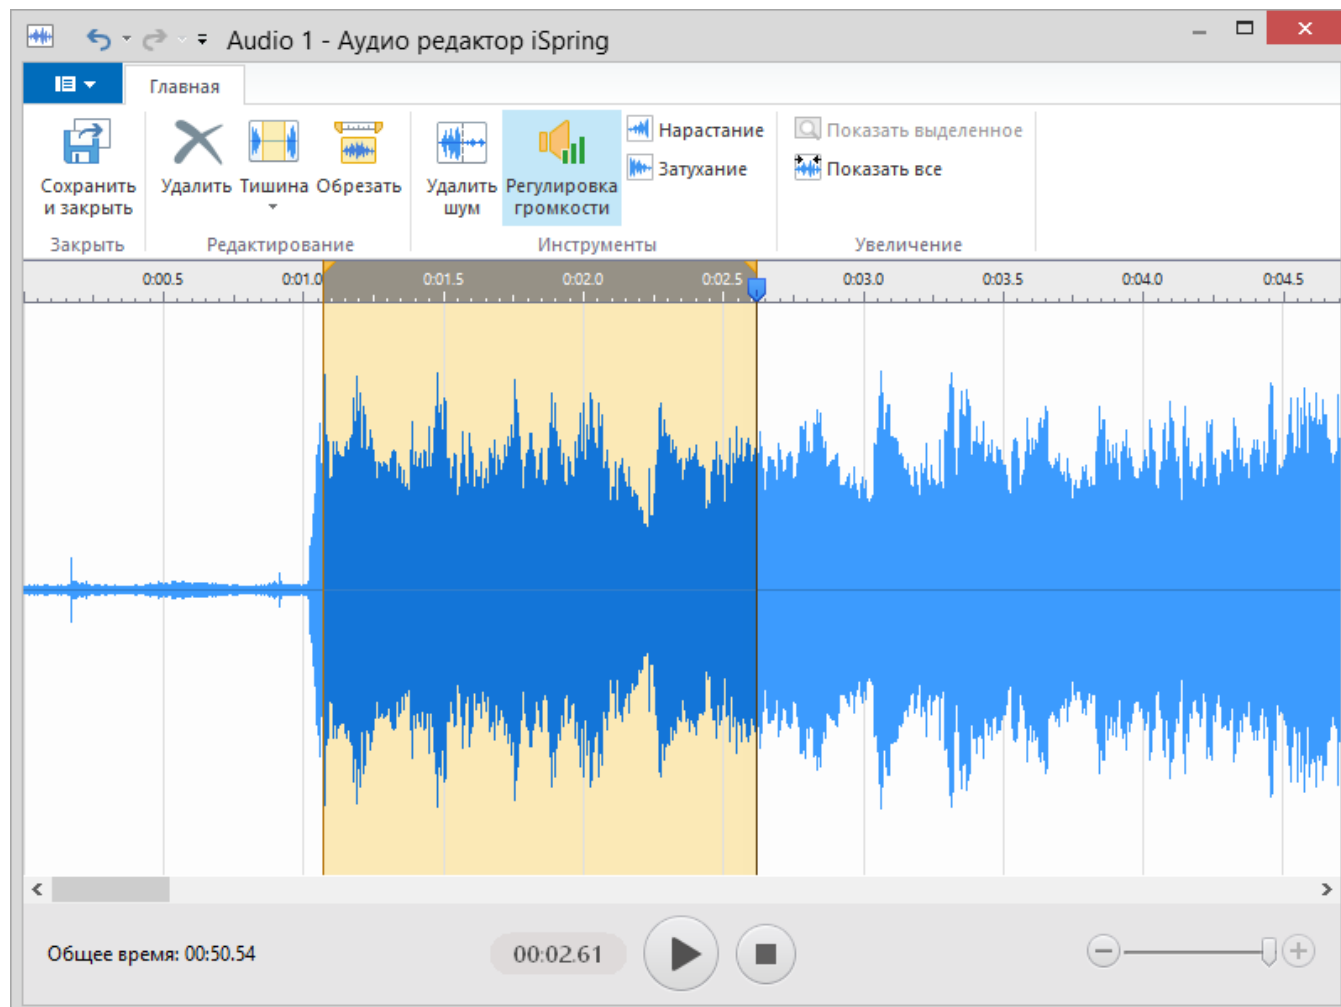 Audio 1 - Аудио редактор iSpring
Главная
Сохранить
и закрыть
Удалить
Тишина
Обрезать
Удалить
шум
Регулировка
громкости
Нарастание
Затухание
Показать выделенное
Показать все
Закрыть
Редактирование
Инструменты
Увеличение
0:00.5 0:01.0 0:01.5 0:02.0 0:02.5 0:03.0 0:03.5 0:04.0 0:04.5
Общее время: 00:50.54
00:02.61